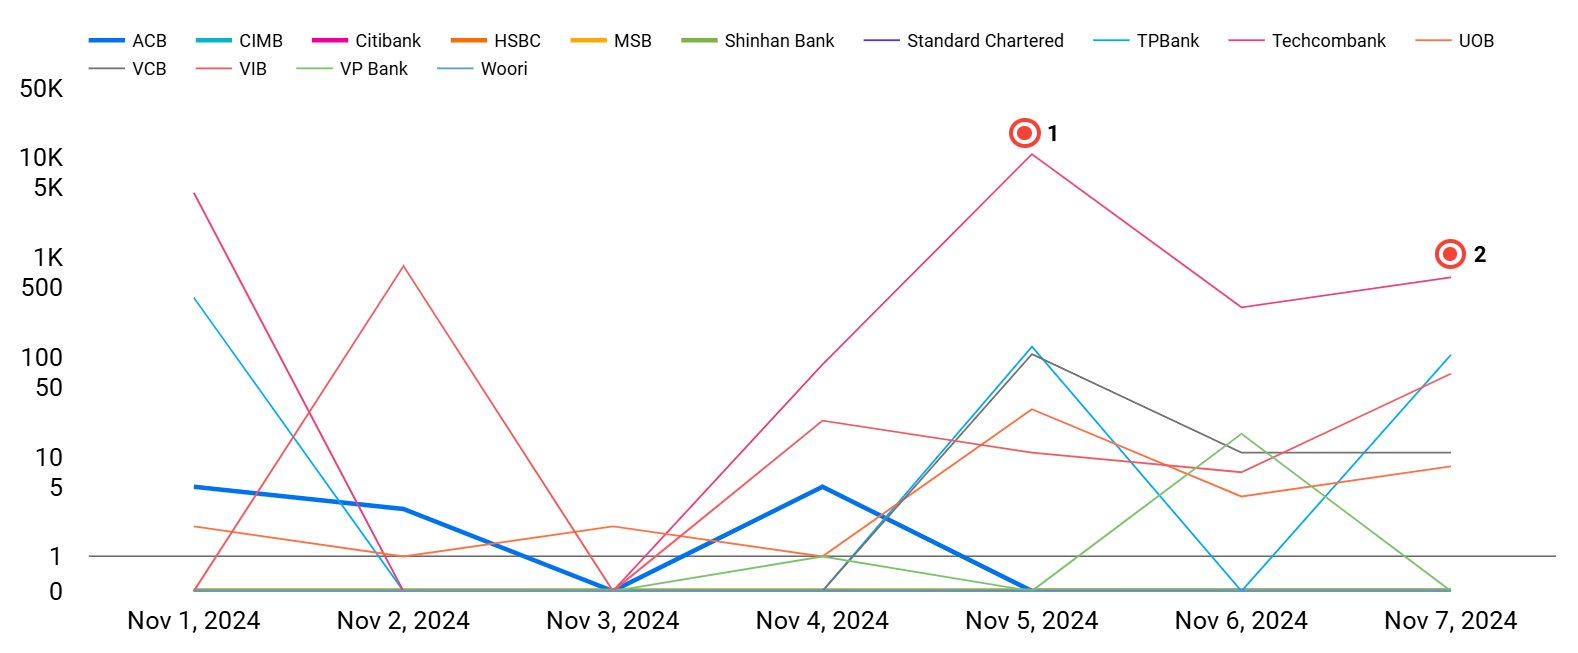 ACB CIMB Citibank HSBC MSB Shinhan Bank Standard Chartered TPBank Techcombank UOB
VCB VIB VP Bank Woori
50K
10K
5K
1K
500
100
50
10
5
1
0
1
2
Nov 1, 2024 Nov 2, 2024 Nov 3, 2024 Nov 4, 2024 Nov 5, 2024 Nov 6, 2024 Nov 7, 2024